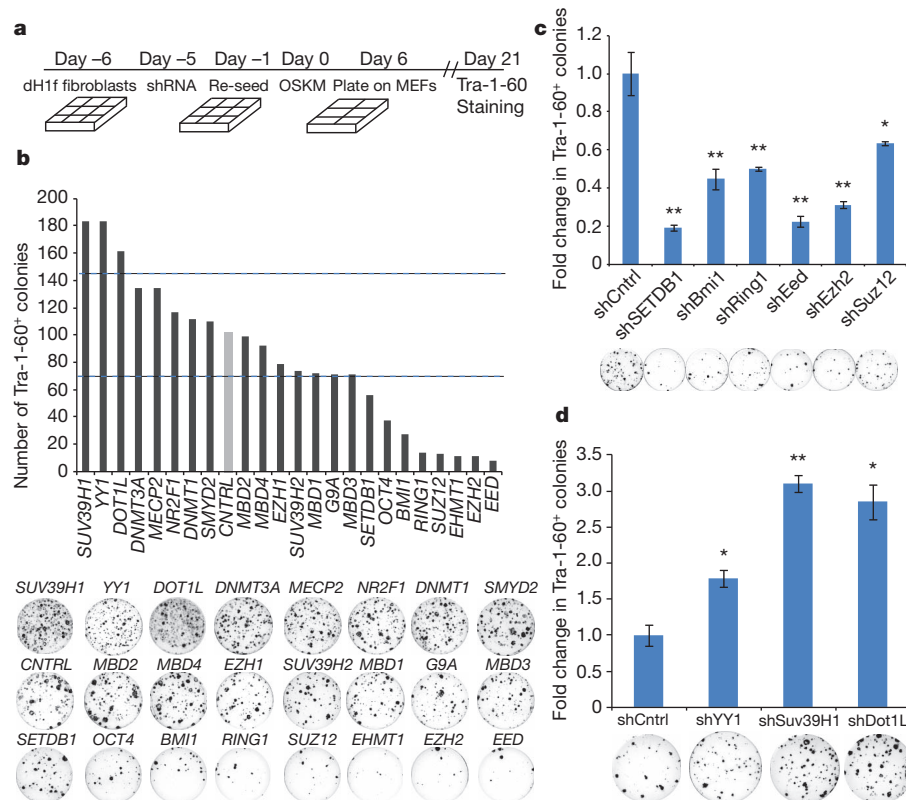 a
Day –6 Day –5 Day –1 Day 0 Day 6 Day 21
dH1f fibroblasts shRNA Re-seed OSKM Plate on MEFs Tra-1-60
Staining
b
Number of Tra-1-60+ colonies
200
180
160
140
120
100
80
60
40
20
0
SUV39H1 YY1 DOT1L DNMT3A MECP2 NR2F1 DNMT1 SMYD2 CNTRL MBD2 MBD4 EZH1 SUV39H2 MBD1 G9A MBD3 SETDB1 OCT4 BMI1 RING1 SUZ12 EHMT1 EZH2 EED
SUV39H1 YY1 DOT1L DNMT3A MECP2 NR2F1 DNMT1 SMYD2
CNTRL MBD2 MBD4 EZH1 SUV39H2 MBD1 G9A MBD3
SETDB1 OCT4 BMI1 RING1 SUZ12 EHMT1 EZH2 EED
c
Fold change in Tra-1-60+ colonies
1.2
1.0
0.8
0.6
0.4
0.2
0
** ** ** ** ** *
shCntrl shSETDB1 shBmi1 shRing1 shEed shEzh2 shSuz12
d
Fold change in Tra-1-60+ colonies
3.5
3.0
2.5
2.0
1.5
1.0
0.5
0.0
* ** *
shCntrl shYY1 shSuv39H1 shDot1L